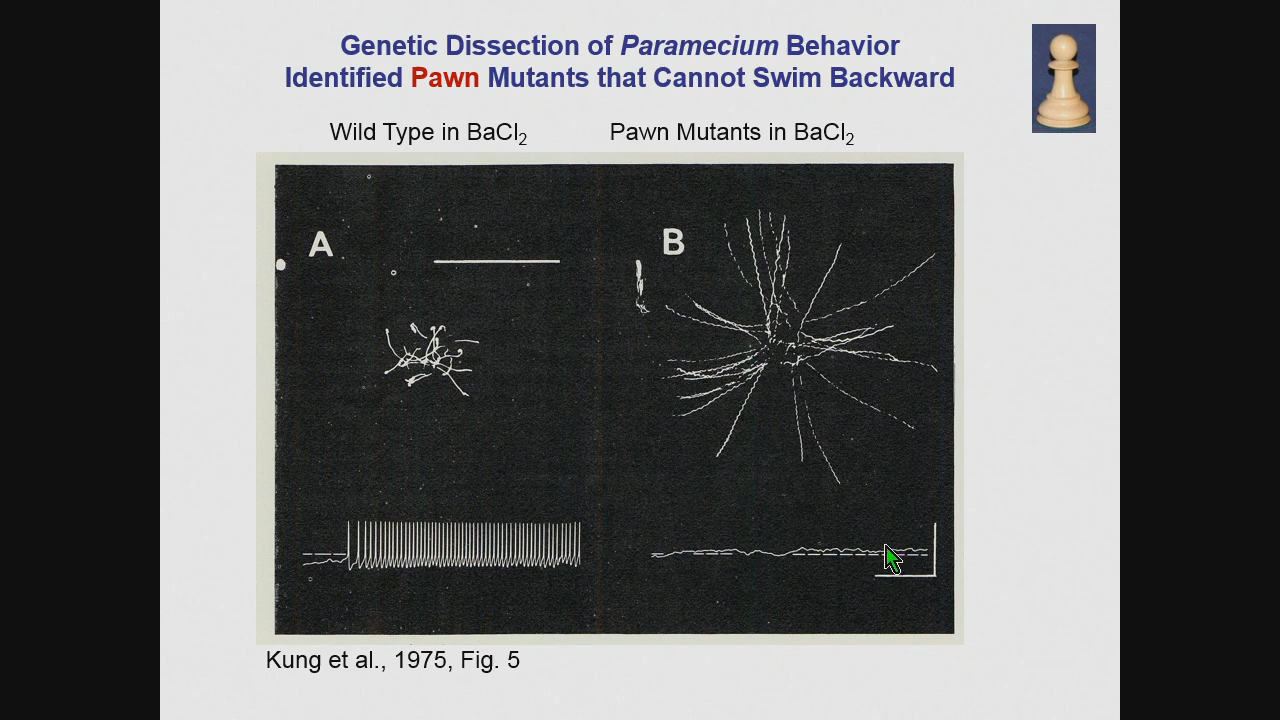 Genetic Dissection of Paramecium Behavior
Identified Pawn Mutants that Cannot Swim Backward
Wild Type in BaCl₂
Pawn Mutants in BaCl₂
A
B
Kung et al., 1975, Fig. 5